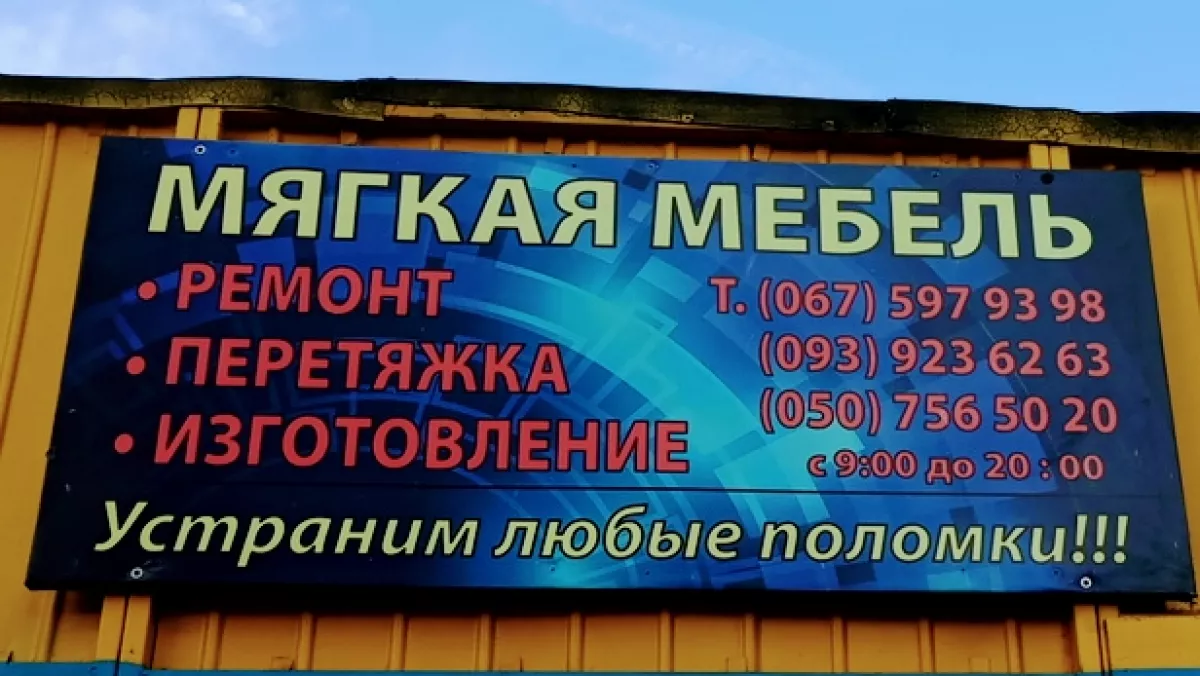 МЯГКАЯ МЕБЕЛЬ
• РЕМОНТ
• ПЕРЕТЯЖКА
• ИЗГОТОВЛЕНИЕ
Т. (067) 597 93 98
(093) 923 62 63
(050) 756 50 20
с 9:00 до 20 : 00
Устраним любые поломки!!!